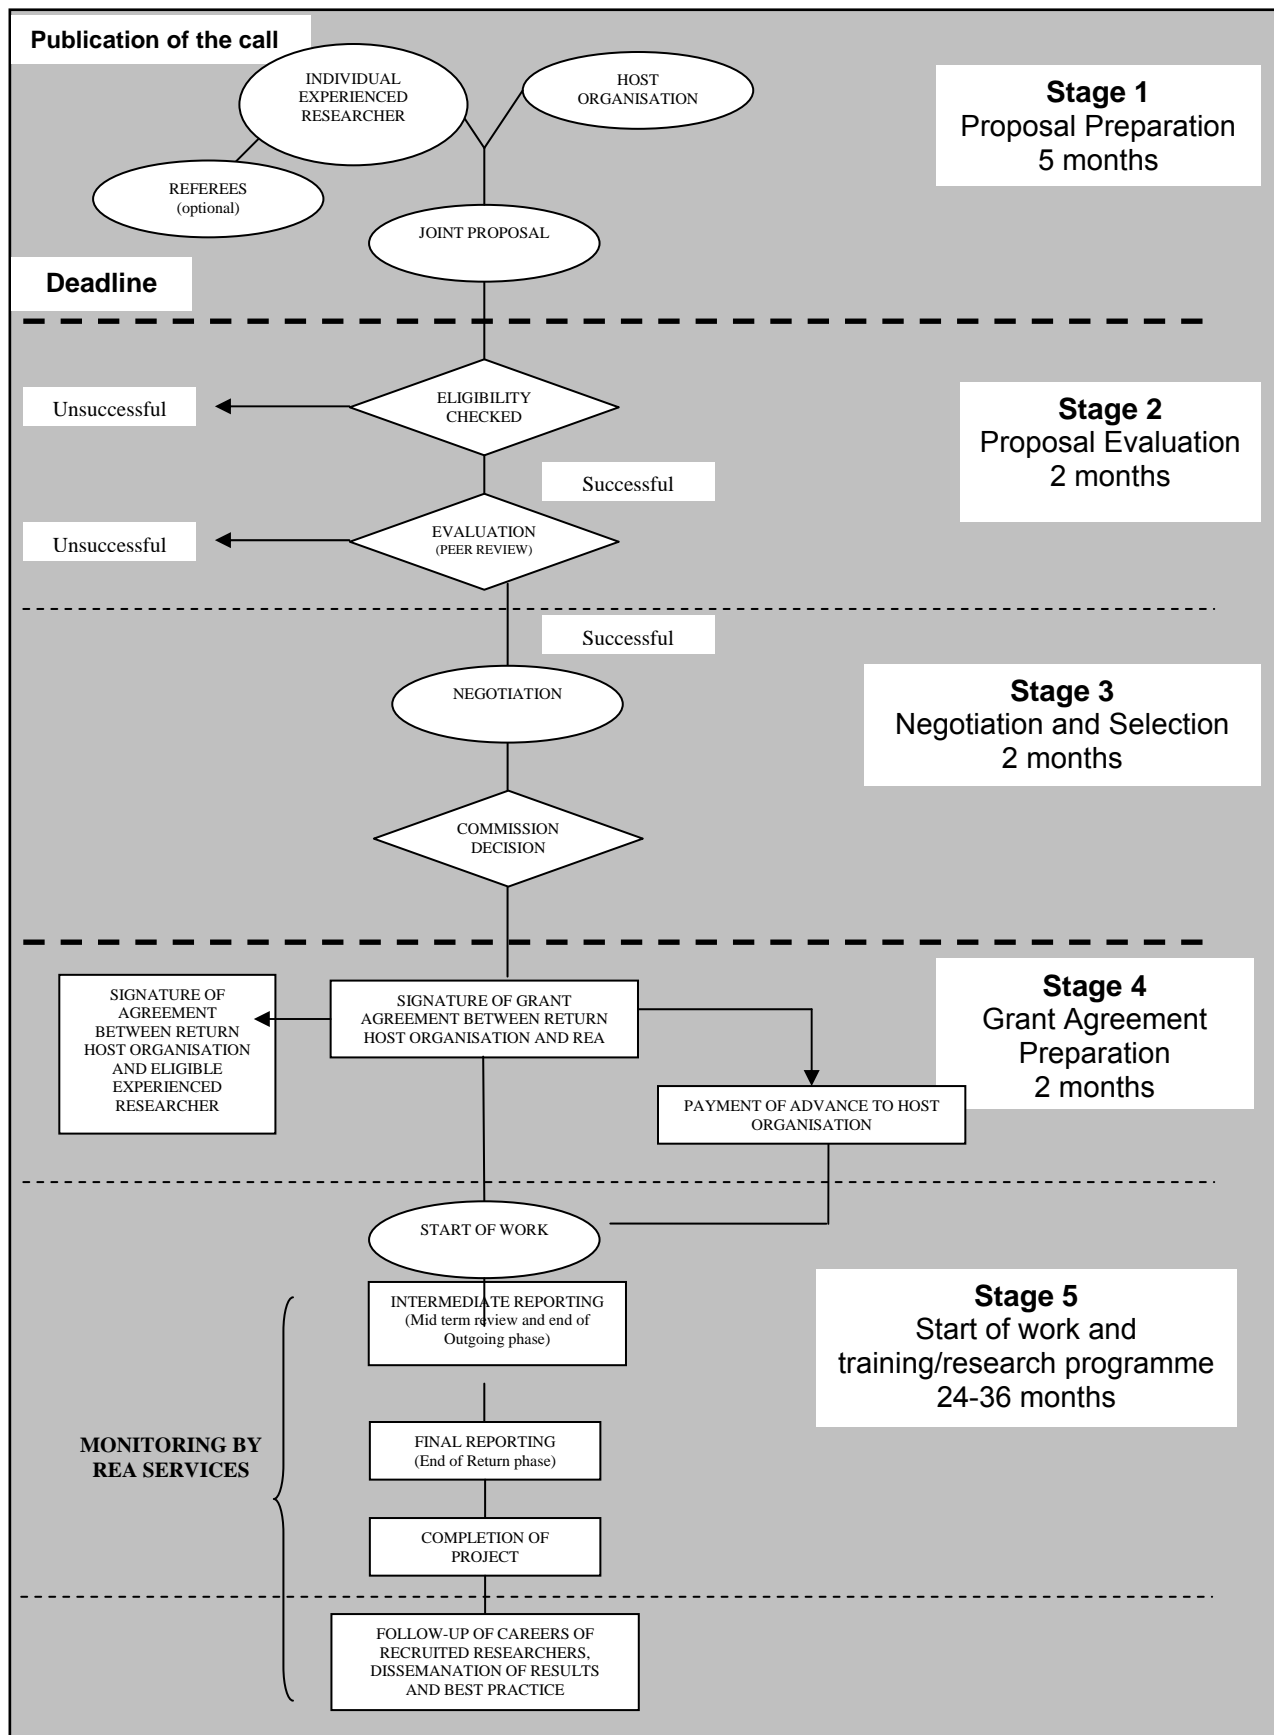 Publication of the call
INDIVIDUAL
EXPERIENCED
RESEARCHER
HOST
ORGANISATION
Stage 1
Proposal Preparation
5 months
REFEREES
(optional)
JOINT PROPOSAL
Deadline
Unsuccessful
ELIGIBILITY
CHECKED
Stage 2
Proposal Evaluation
2 months
Successful
Unsuccessful
EVALUATION
(PEER REVIEW)
Successful
NEGOTIATION
Stage 3
Negotiation and Selection
2 months
COMMISSION
DECISION
SIGNATURE OF
AGREEMENT
BETWEEN RETURN
HOST ORGANISATION
AND ELIGIBLE
EXPERIENCED
RESEARCHER
SIGNATURE OF GRANT
AGREEMENT BETWEEN RETURN
HOST ORGANISATION AND REA
Stage 4
Grant Agreement
Preparation
2 months
PAYMENT OF ADVANCE TO HOST
ORGANISATION
START OF WORK
INTERMEDIATE REPORTING
(Mid term review and end of
Outgoing phase)
Stage 5
Start of work and
training/research programme
24-36 months
MONITORING BY
REA SERVICES
FINAL REPORTING
(End of Return phase)
COMPLETION OF
PROJECT
FOLLOW-UP OF CAREERS OF
RECRUITED RESEARCHERS,
DISSEMANATION OF RESULTS
AND BEST PRACTICE